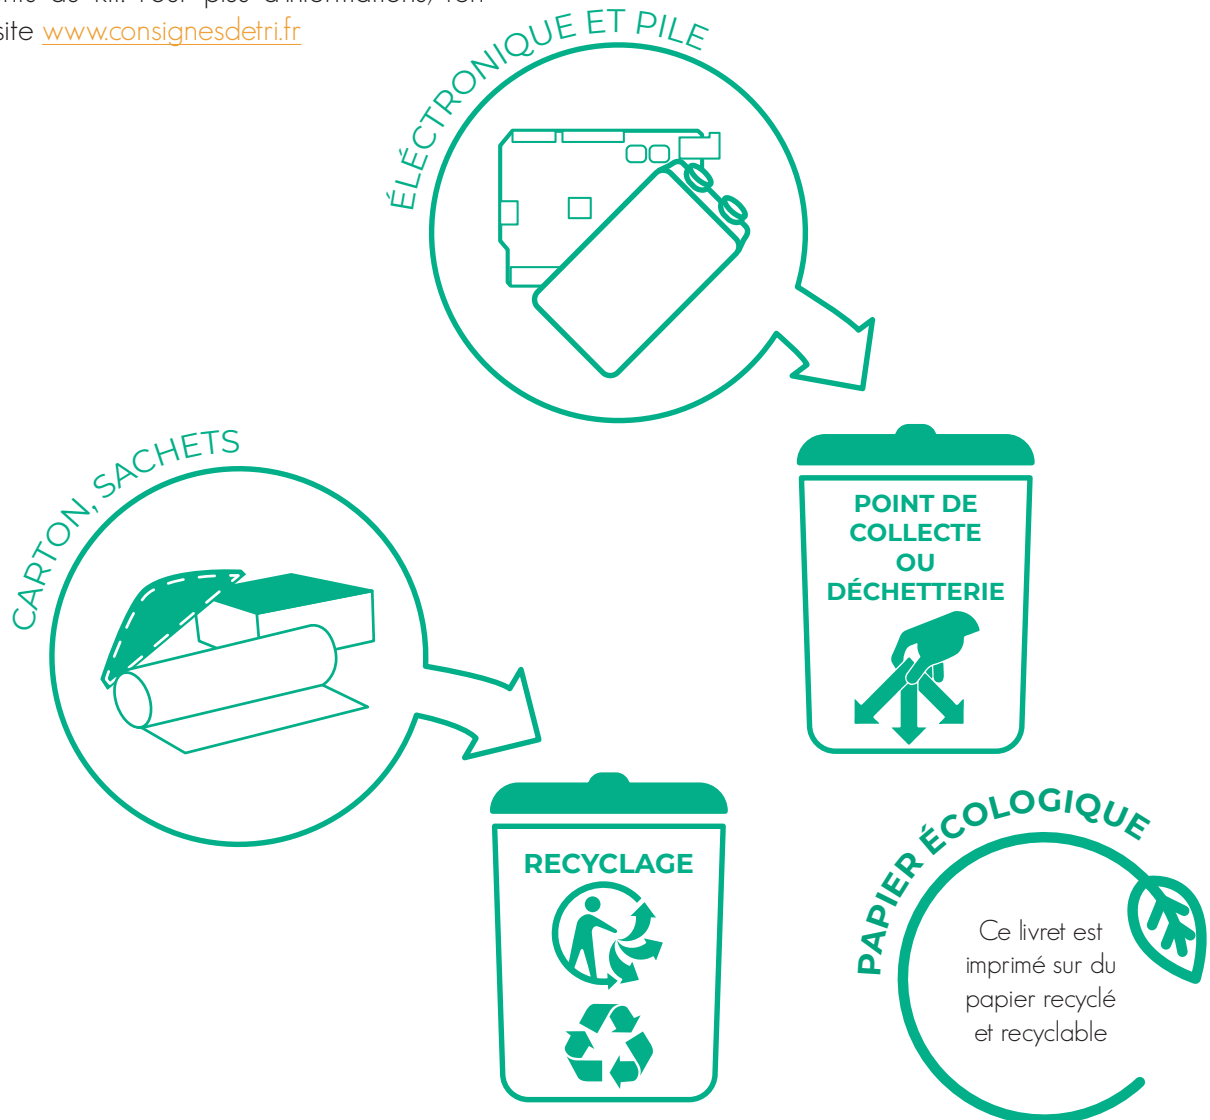 site www.consignesdetri.fr
ÉLÉCTRONIQUE ET PILE
CARTON, SACHETS
POINT DE
COLLECTE
OU
DÉCHETTERIE
RECYCLAGE
PAPIER ÉCOLOGIQUE
Ce livret est
imprimé sur du
papier recyclé
et recyclable